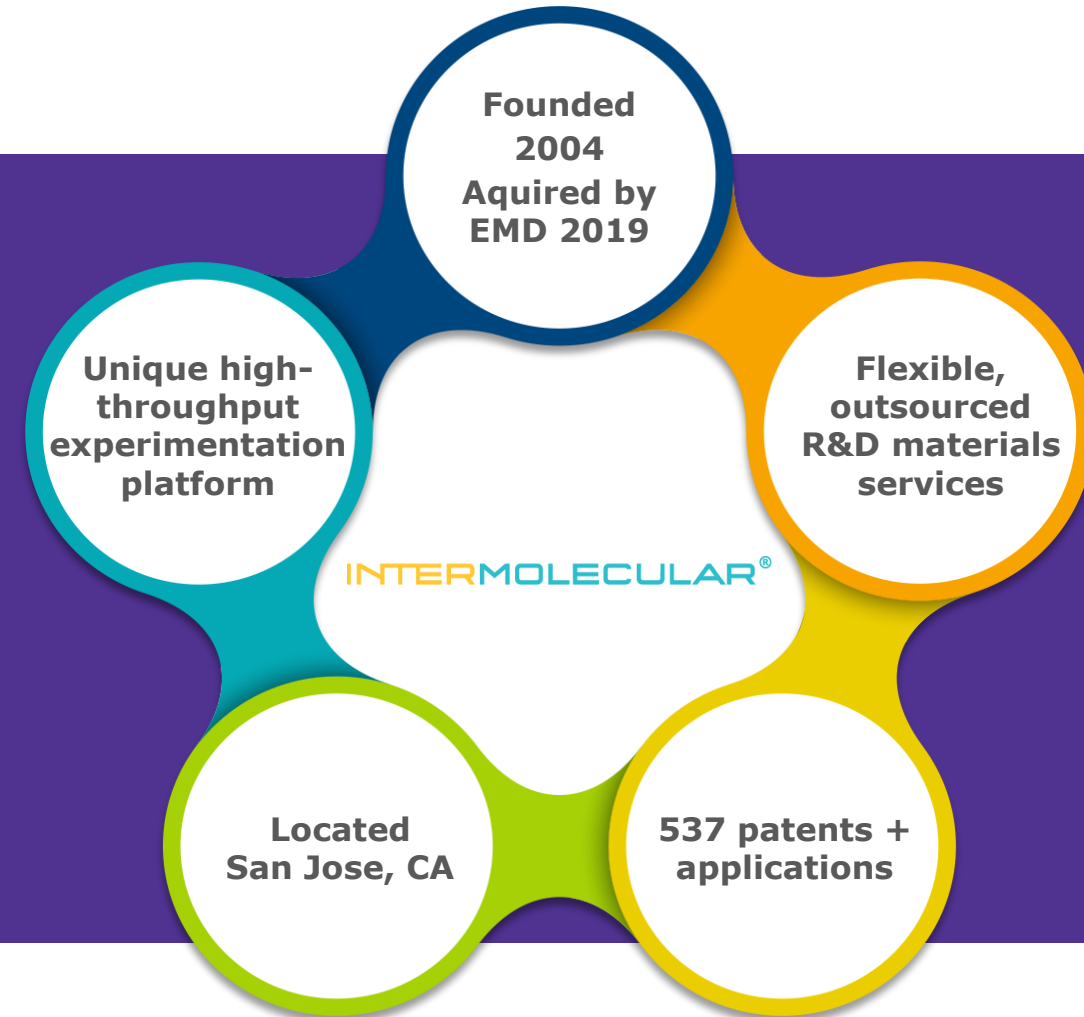 Founded
2004
Aquired by
EMD 2019
Unique high-
throughput
experimentation
platform
Flexible,
outsourced
R&D materials
services
INTERMOLECULAR®
Located
San Jose, CA
537 patents +
applications